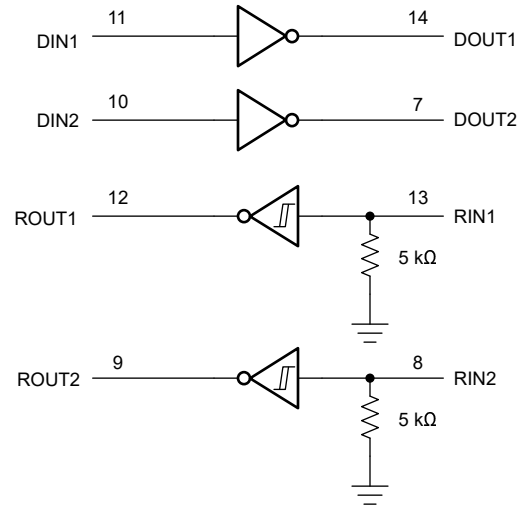 DIN1 11 14 DOUT1
DIN2 10 7 DOUT2
ROUT1 12 13 RIN1
5 kΩ
ROUT2 9 8 RIN2
5 kΩ